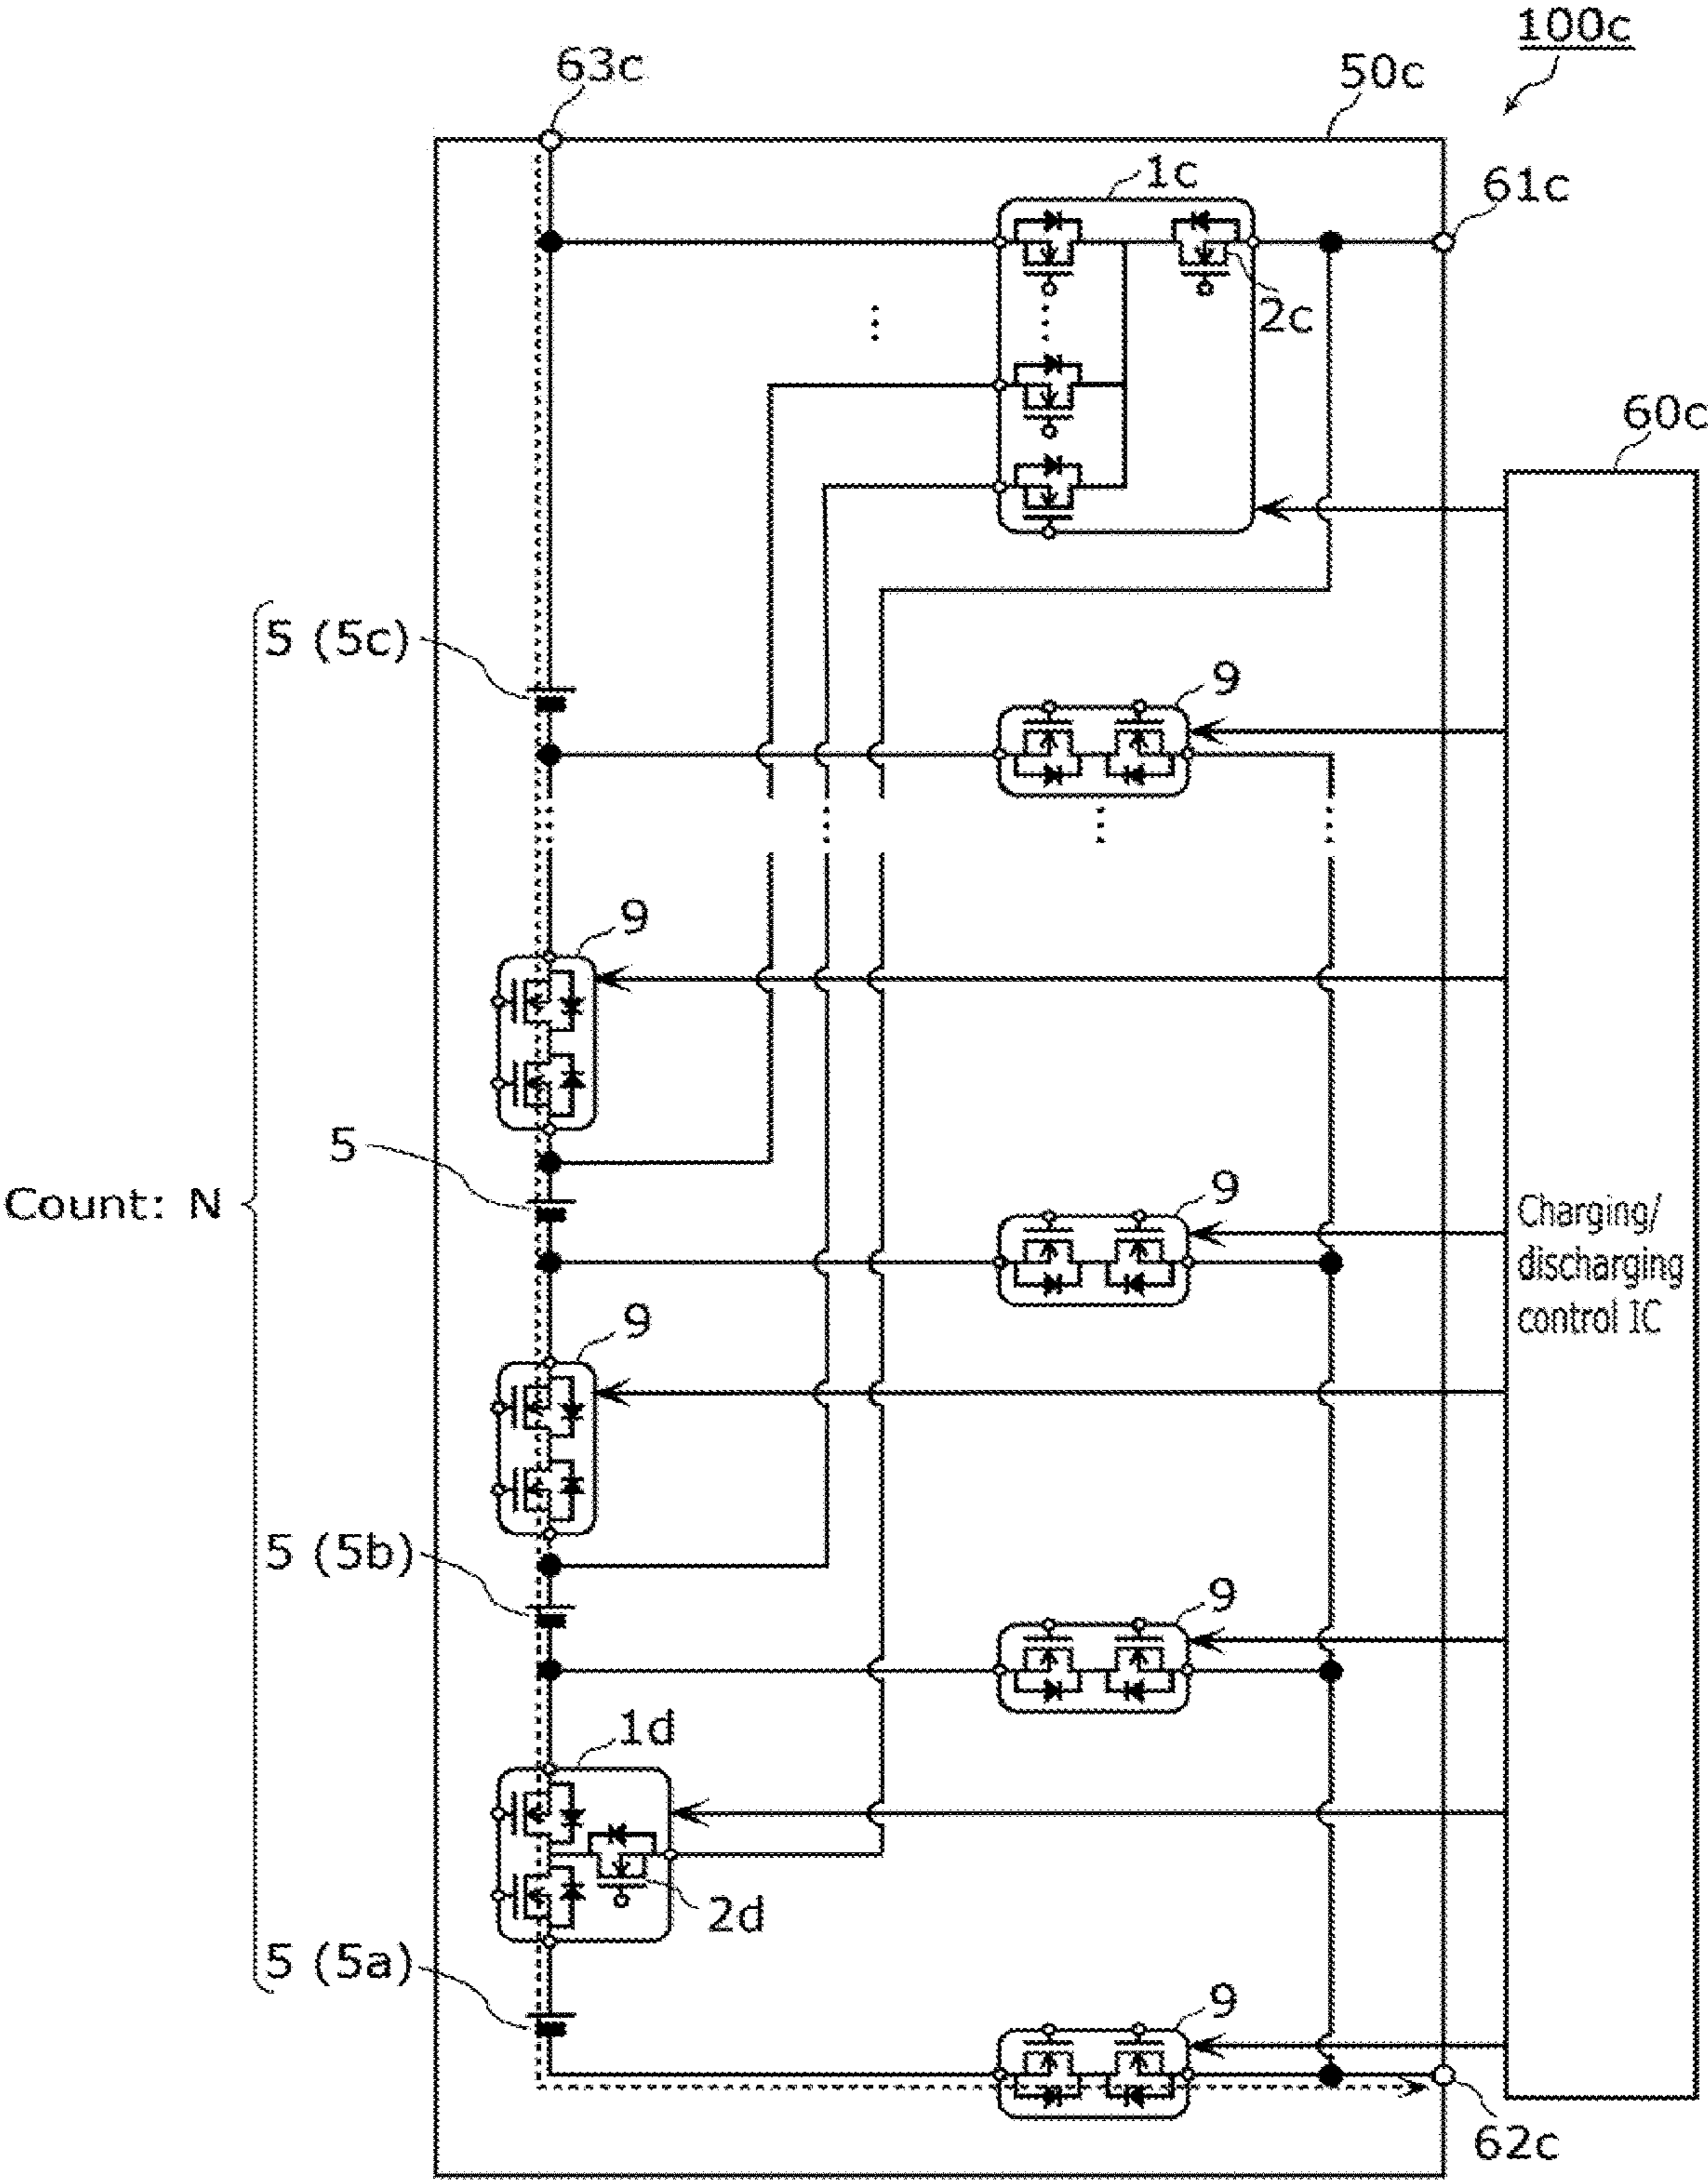 100c
63c
50c
1c
61c
2c
60c
5 (5c)
9
9
5
Count: N
9
Charging/
discharging
control IC
9
5 (5b)
9
1d
2d
5 (5a)
9
62c